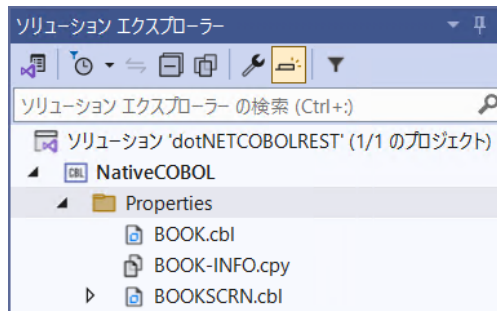 ソリューション エクスプローラー
ソリューション エクスプローラー の検索 (Ctrl+:)
ソリューション 'dotNETCOBOLREST' (1/1 のプロジェクト)
CBL NativeCOBOL
Properties
BOOK.cbl
BOOK-INFO.cpy
BOOKSCRN.cbl